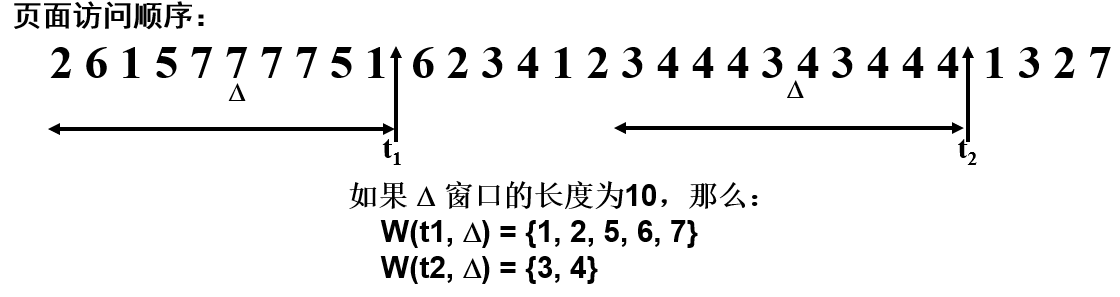 页面访问顺序：
2 6 1 5 7 7 7 7 5 1 6 2 3 4 1 2 3 4 4 4 3 4 3 4 4 4 1 3 2 7
Δ Δ
t1 t2
如果 Δ 窗口的长度为10，那么：
W(t1, Δ) = {1, 2, 5, 6, 7}
W(t2, Δ) = {3, 4}